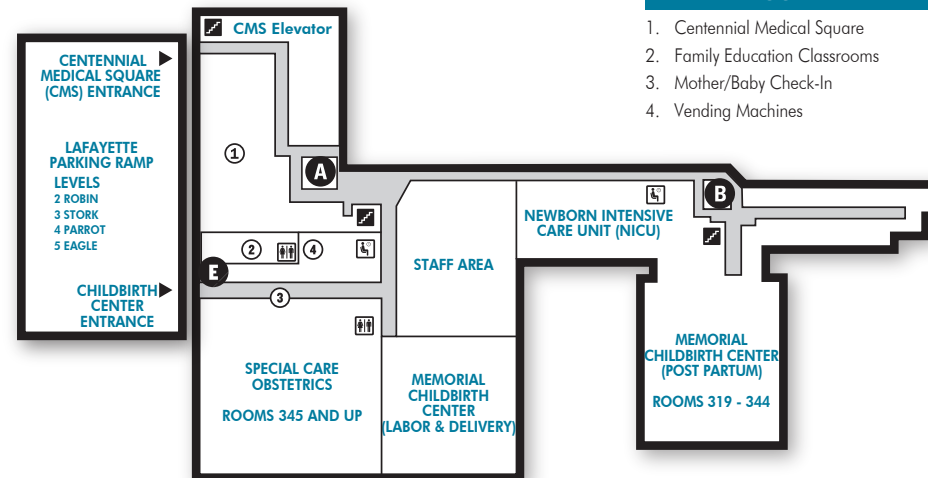 CMS Elevator
CENTENNIAL
MEDICAL SQUARE
(CMS) ENTRANCE
LAFAYETTE
PARKING RAMP
LEVELS
2 ROBIN
3 STORK
4 PARROT
5 EAGLE
CHILDBIRTH
CENTER
ENTRANCE
1
A
2
4
E
3
SPECIAL CARE
OBSTETRICS
ROOMS 345 AND UP
STAFF AREA
MEMORIAL
CHILDBIRTH
CENTER
(LABOR & DELIVERY)
NEWBORN INTENSIVE
CARE UNIT (NICU)
B
MEMORIAL
CHILDBIRTH CENTER
(POST PARTUM)
ROOMS 319 - 344
1. Centennial Medical Square
2. Family Education Classrooms
3. Mother/Baby Check-In
4. Vending Machines